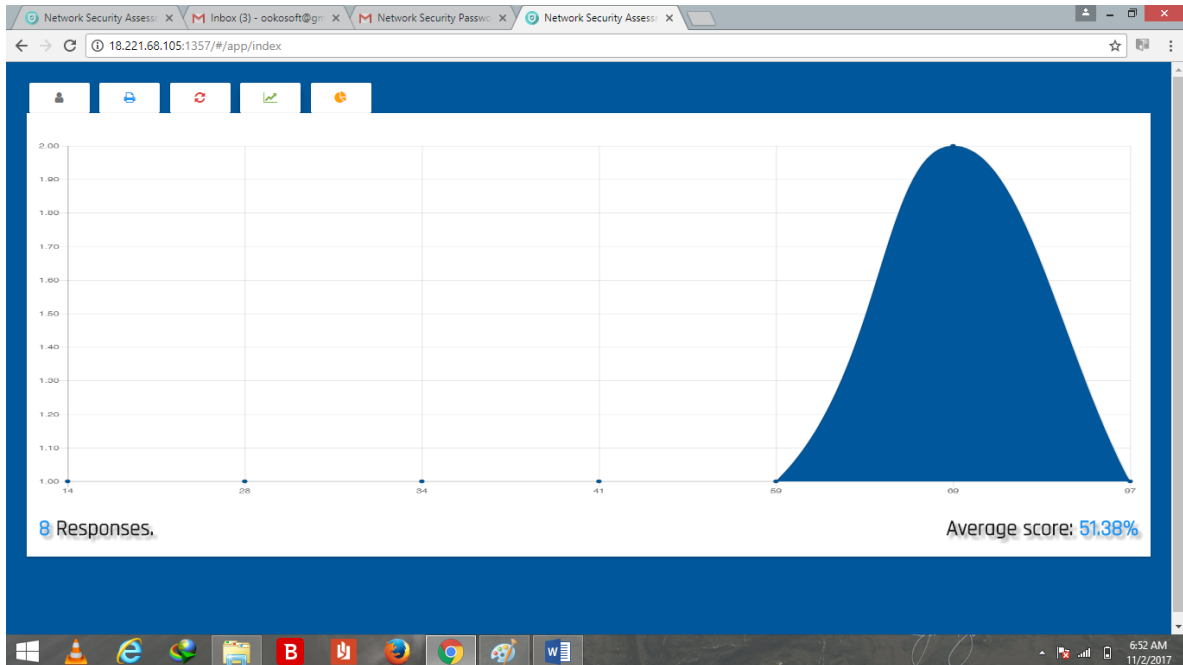 Network Security Assess
Inbox (3) - ookosoft@gm
Network Security Passwo
Network Security Assess
18.221.68.105:1357/#/app/index
2.00
1.90
1.80
1.70
1.60
1.50
1.40
1.30
1.20
1.10
1.00
14 28 34 41 59 69 97
8 Responses.
Average score: 51.38%
B
W
6:52 AM
11/2/2017